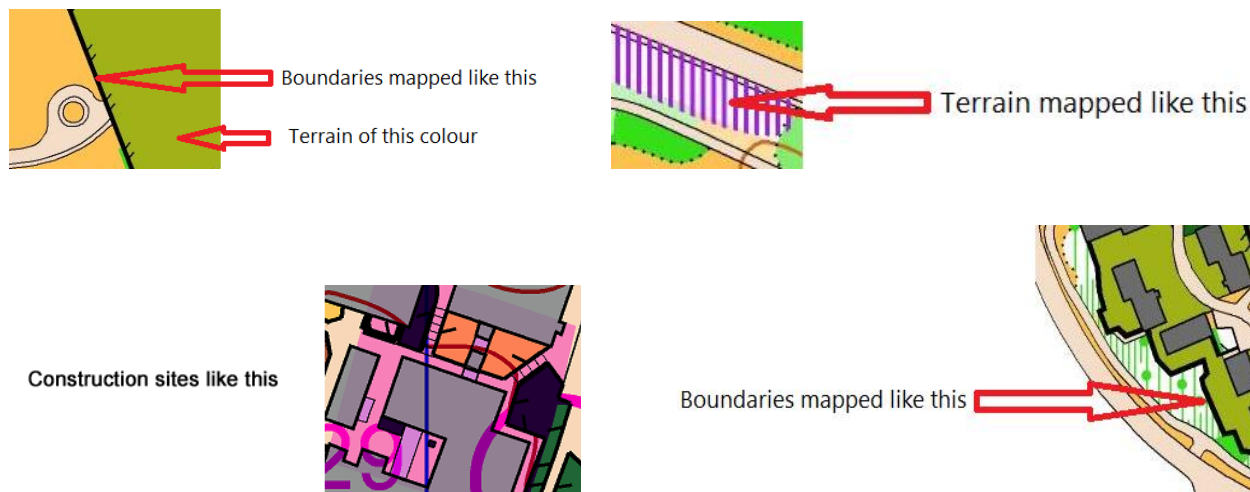 Boundaries mapped like this
Terrain of this colour
Terrain mapped like this
Construction sites like this
29
Boundaries mapped like this